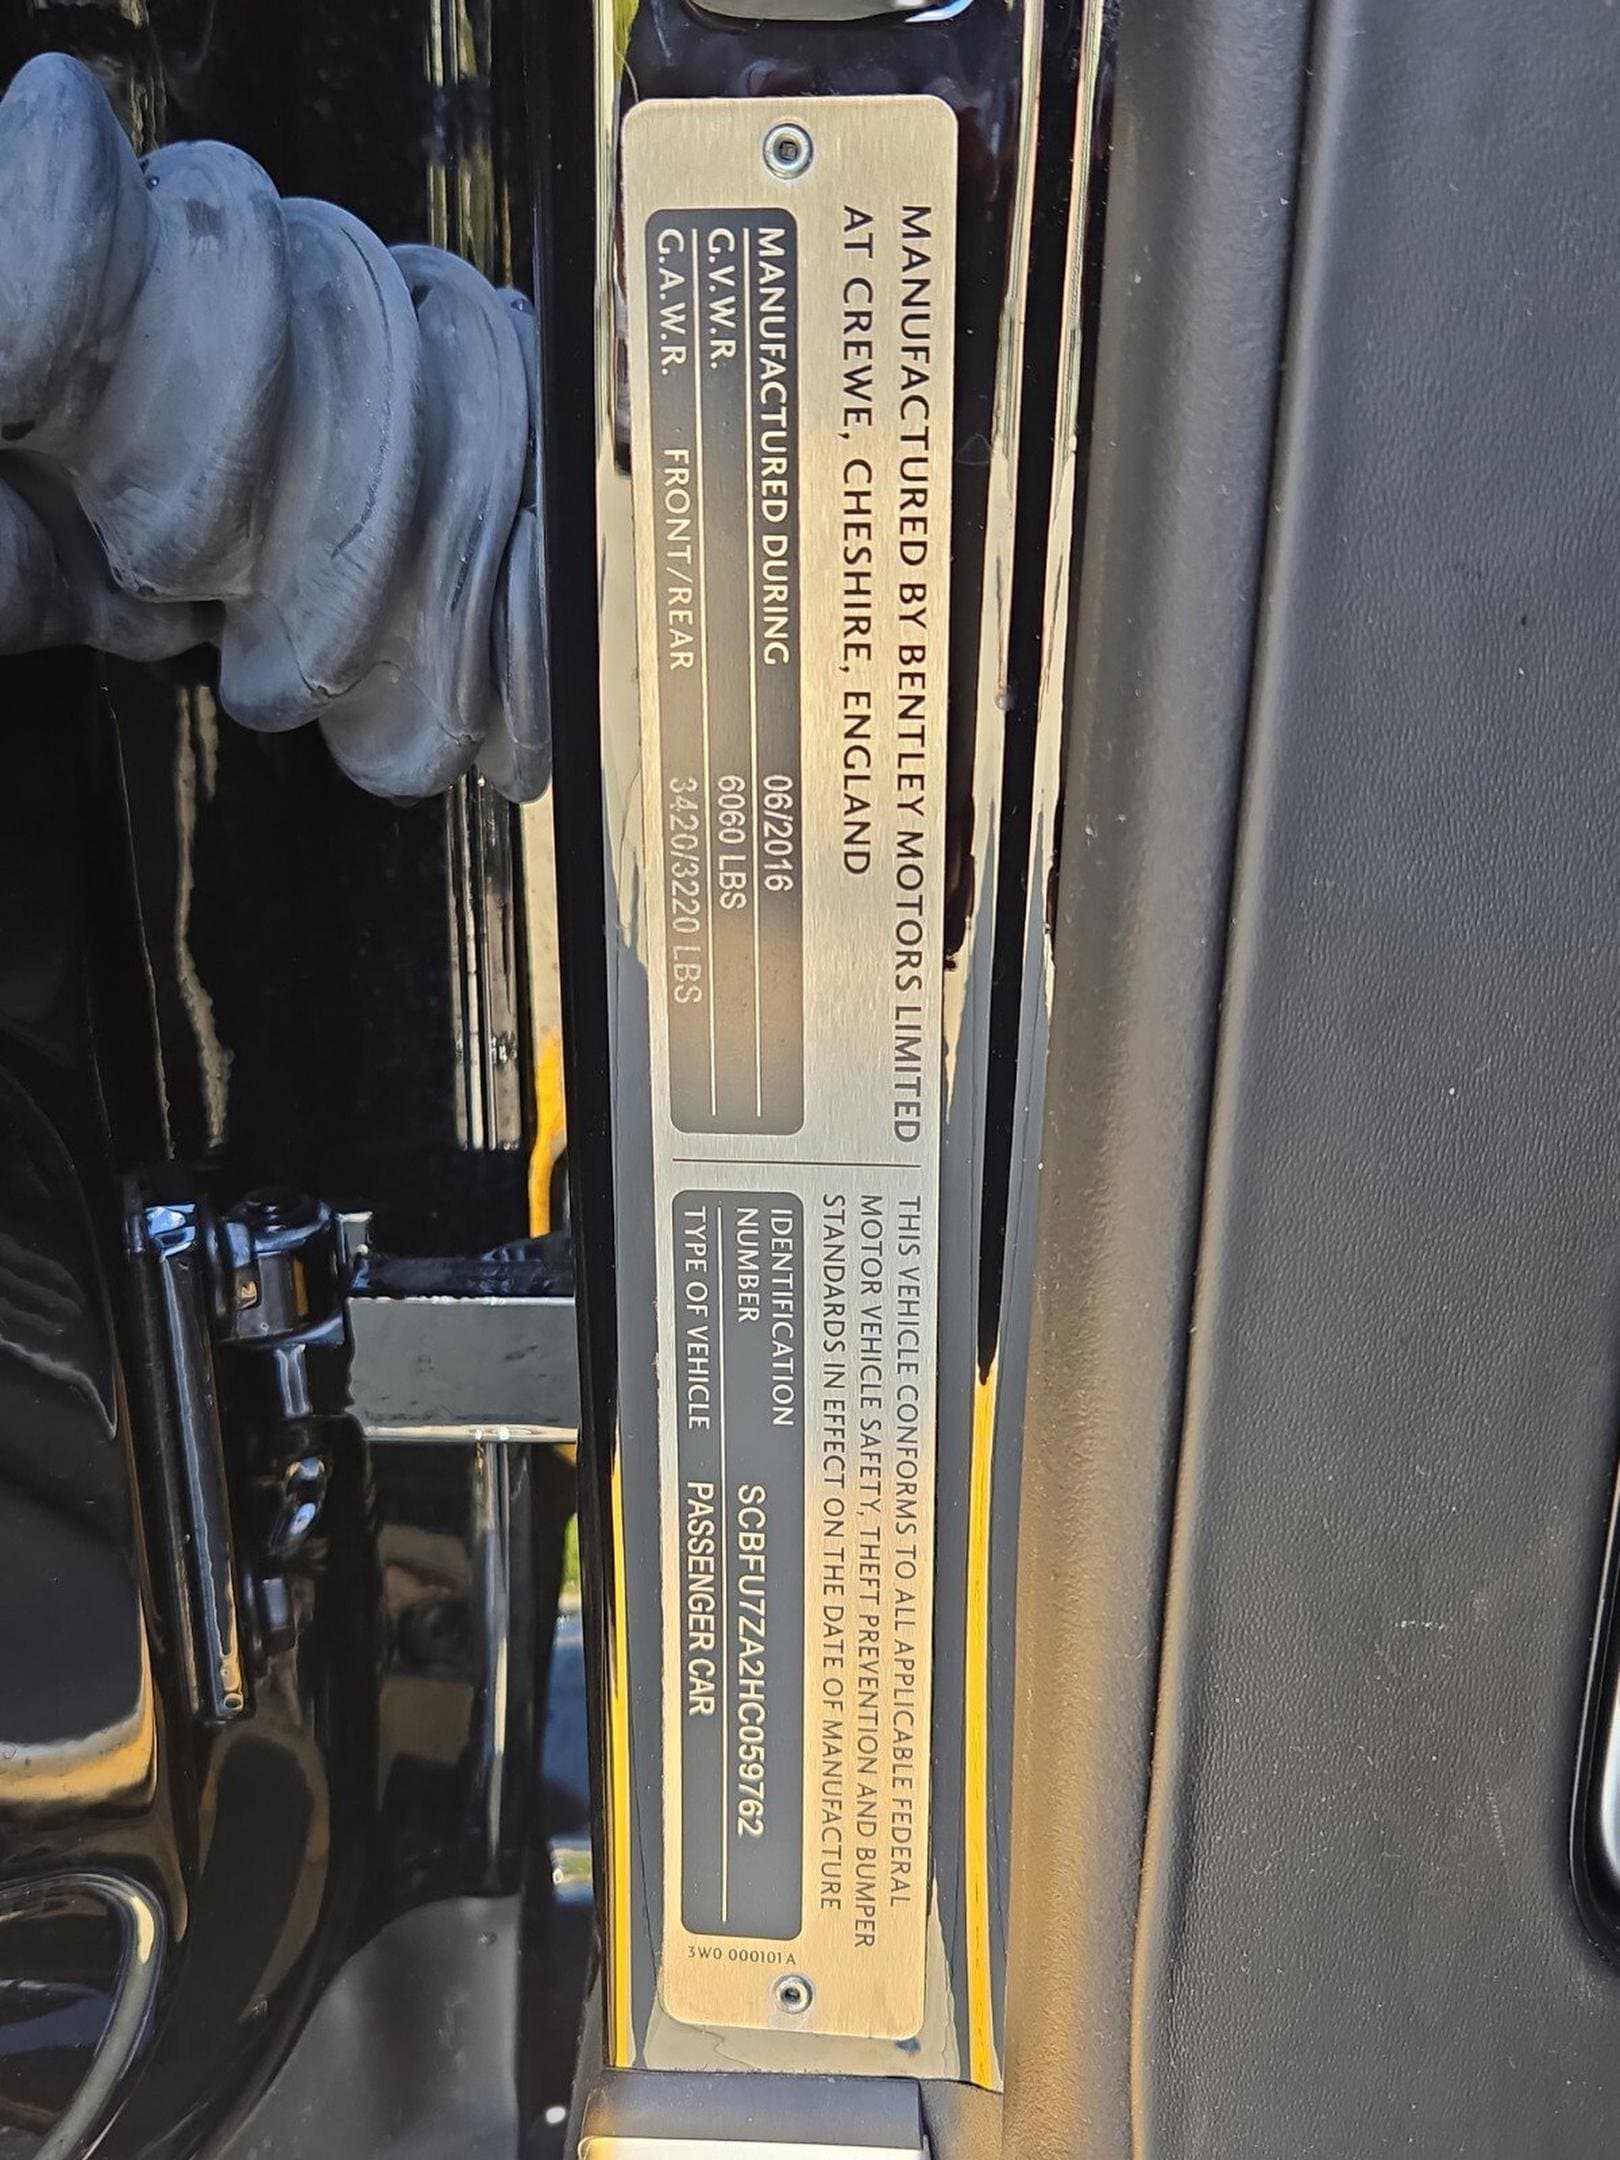 MANUFACTURED BY BENTLEY MOTORS LIMITED
AT CREWE, CHESHIRE, ENGLAND
MANUFACTURED DURING 06/2016
G.V.W.R. 6060 LBS
G.A.W.R. FRONT/REAR 3420/3220 LBS
THIS VEHICLE CONFORMS TO ALL APPLICABLE FEDERAL
MOTOR VEHICLE SAFETY, THEFT PREVENTION AND BUMPER
STANDARDS IN EFFECT ON THE DATE OF MANUFACTURE
IDENTIFICATION
NUMBER SCBFU7ZA2HC059762
TYPE OF VEHICLE PASSENGER CAR
3W0 000101 A